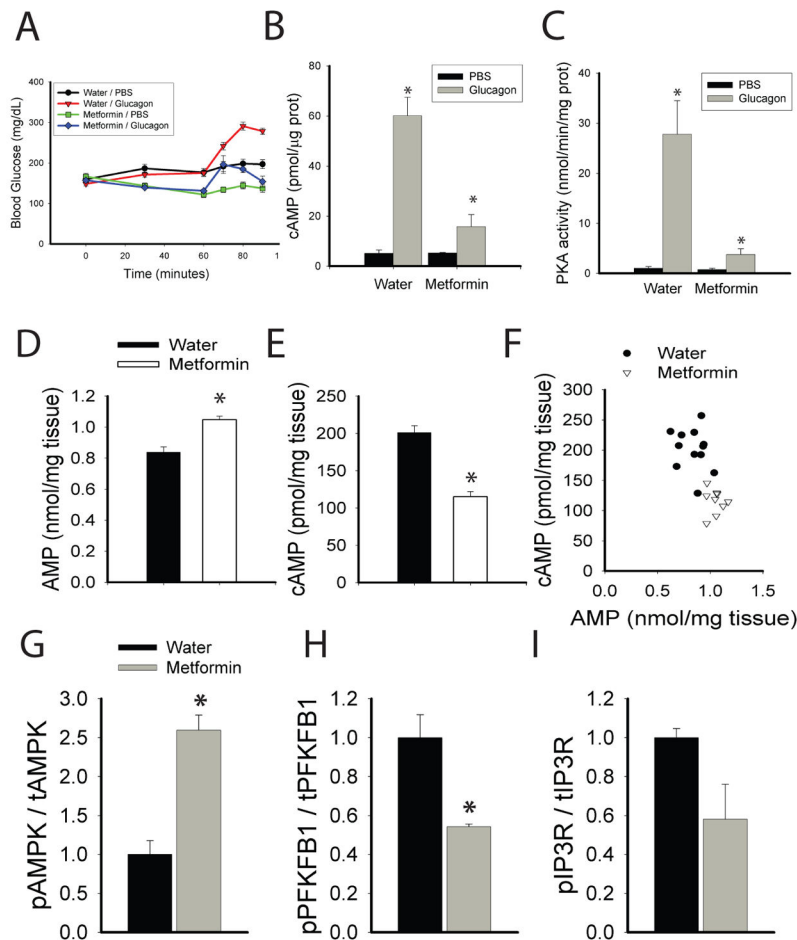 A
Blood Glucose (mg/dL)
400
300
200
100
0
Water / PBS
Water / Glucagon
Metformin / PBS
Metformin / Glucagon
0 20 40 60 80 1
Time (minutes)
B
cAMP (pmol/µg prot)
80
60
40
20
0
PBS
Glucagon
*
*
Water Metformin
C
PKA activity (nmol/min/mg prot)
40
30
20
10
0
PBS
Glucagon
*
*
Water Metformin
D
Water
Metformin
AMP (nmol/mg tissue)
1.2
1.0
0.8
0.6
0.4
0.2
0.0
*
E
cAMP (pmol/mg tissue)
250
200
150
100
50
0
*
F
Water
Metformin
cAMP (pmol/mg tissue)
300
250
200
150
100
50
0
0.0 0.5 1.0 1.5
AMP (nmol/mg tissue)
G
Water
Metformin
pAMPK / tAMPK
3.0
2.5
2.0
1.5
1.0
0.5
0.0
*
H
pPFKFB1 / tPFKFB1
1.2
1.0
0.8
0.6
0.4
0.2
0.0
*
I
pIP3R / tIP3R
1.2
1.0
0.8
0.6
0.4
0.2
0.0